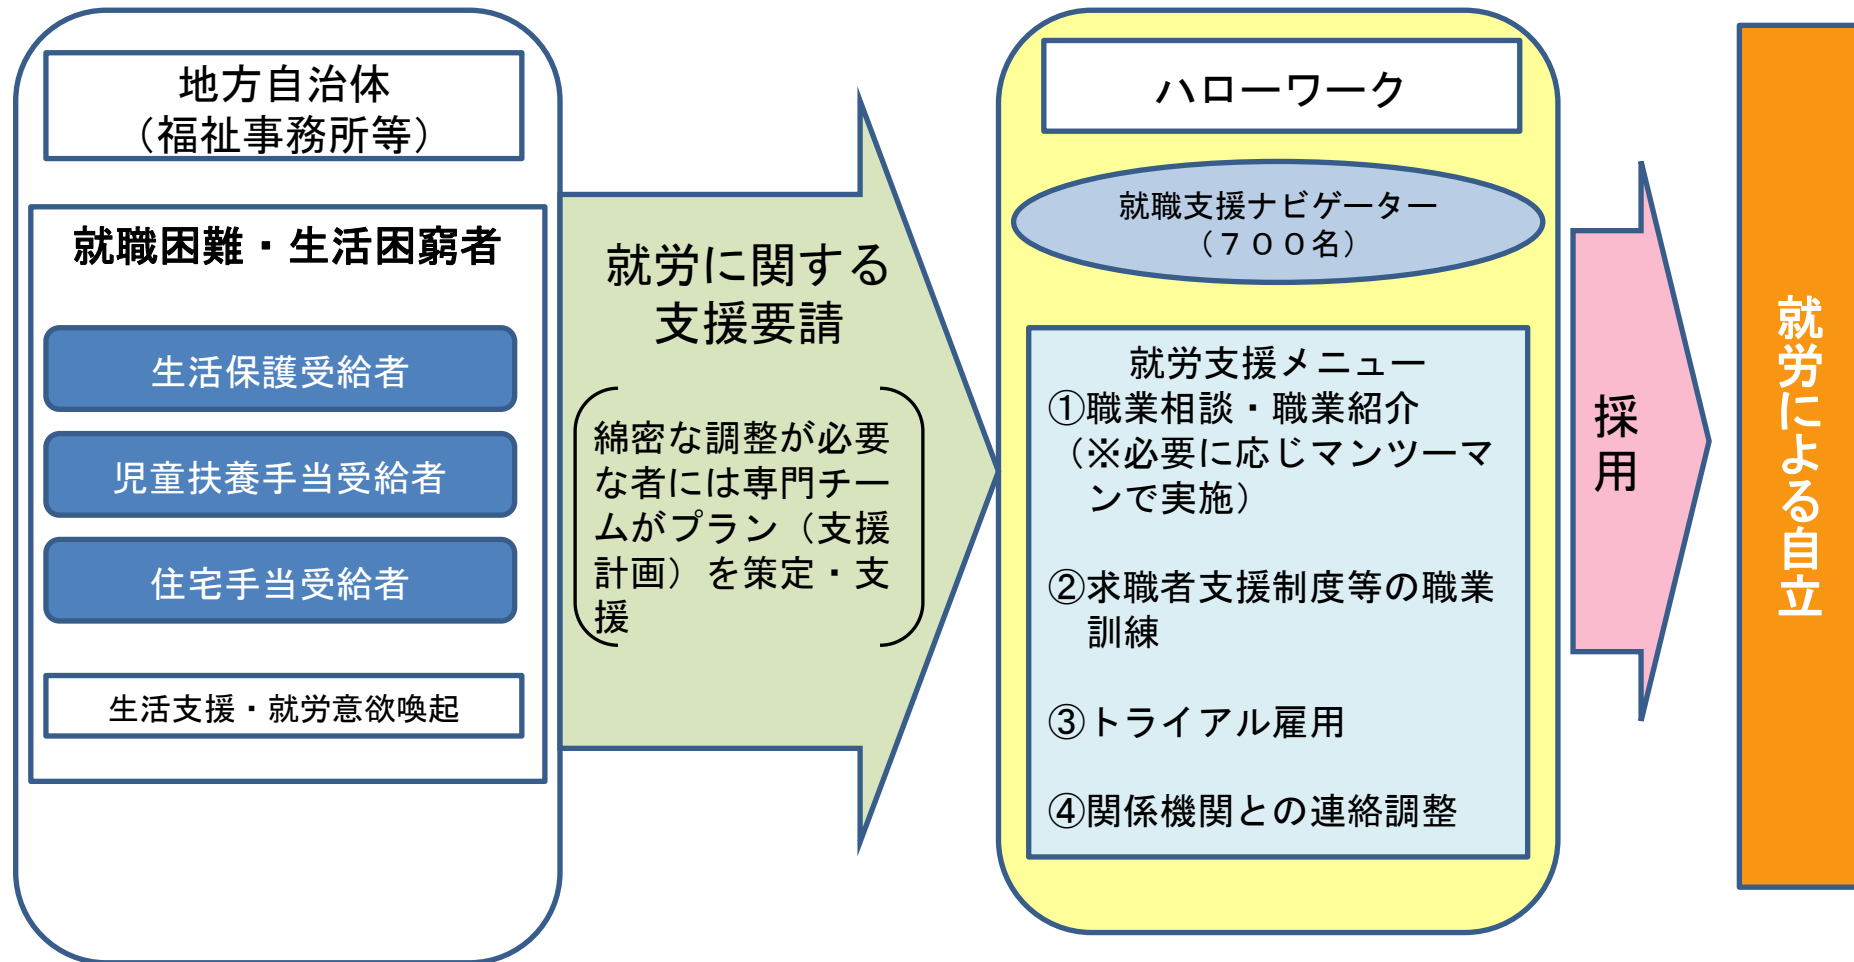 地方自治体
（福祉事務所等）
就職困難・生活困窮者
生活保護受給者
児童扶養手当受給者
住宅手当受給者
生活支援・就労意欲喚起
就労に関する
支援要請
綿密な調整が必要
な者には専門チー
ムがプラン（支援
計画）を策定・支
援
ハローワーク
就職支援ナビゲーター
（７００名）
就労支援メニュー
①職業相談・職業紹介
（※必要に応じマンツーマ
ンで実施）
②求職者支援制度等の職業
訓練
③トライアル雇用
④関係機関との連絡調整
採用
就労による自立